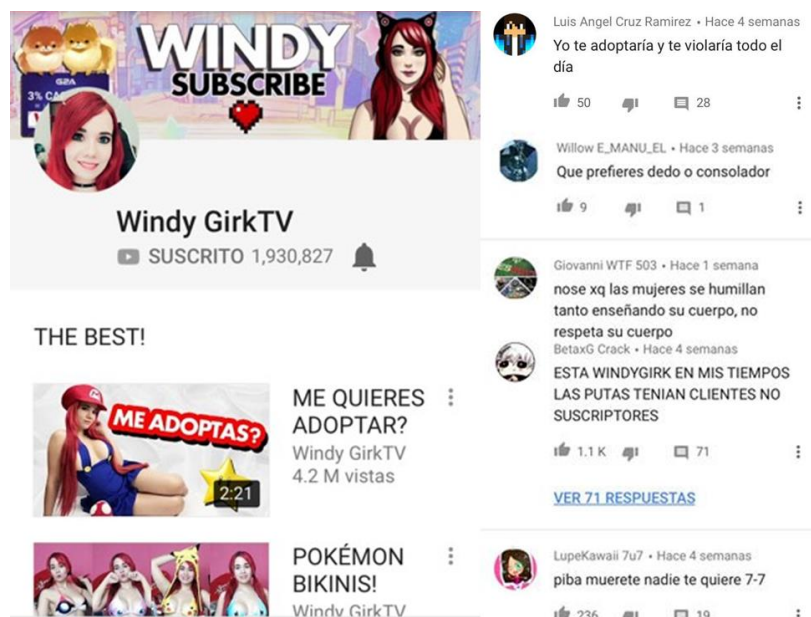 WINDY
SUBSCRIBE
G2A
Windy GirkTV
SUSCRITO 1,930,827
THE BEST!
ME ADOPTAS?
2:21
ME QUIERES
ADOPTAR?
Windy GirkTV
4.2 M vistas
POKÉMON
BIKINIS!
Windy GirkTV
Luis Angel Cruz Ramirez • Hace 4 semanas
Yo te adoptaría y te violaría todo el
día
50 28
Willow E_MANU_EL • Hace 3 semanas
Que prefieres dedo o consolador
9 1
Giovanni WTF 503 • Hace 1 semana
nose xq las mujeres se humillan
tanto enseñando su cuerpo, no
respeta su cuerpo
BetaxG Crack • Hace 4 semanas
ESTA WINDYGIRK EN MIS TIEMPOS
LAS PUTAS TENIAN CLIENTES NO
SUSCRIPTORES
1.1 K 71
VER 71 RESPUESTAS
LupeKawaii 7u7 • Hace 4 semanas
piba muerete nadie te quiere 7-7
236 19